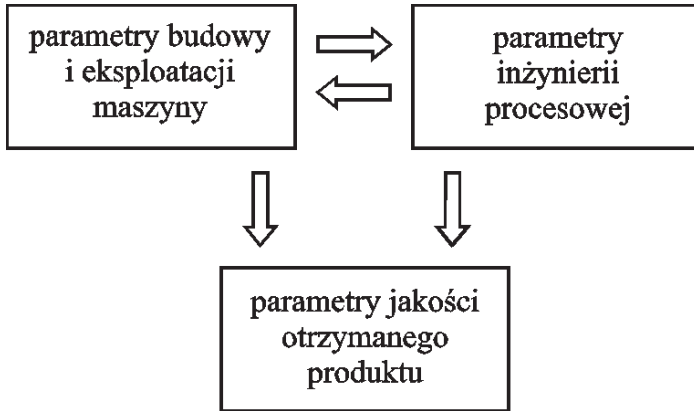 parametry budowy
i eksploatacji
maszyny
parametry
inżynierii
procesowej
parametry jakości
otrzymanego
produktu